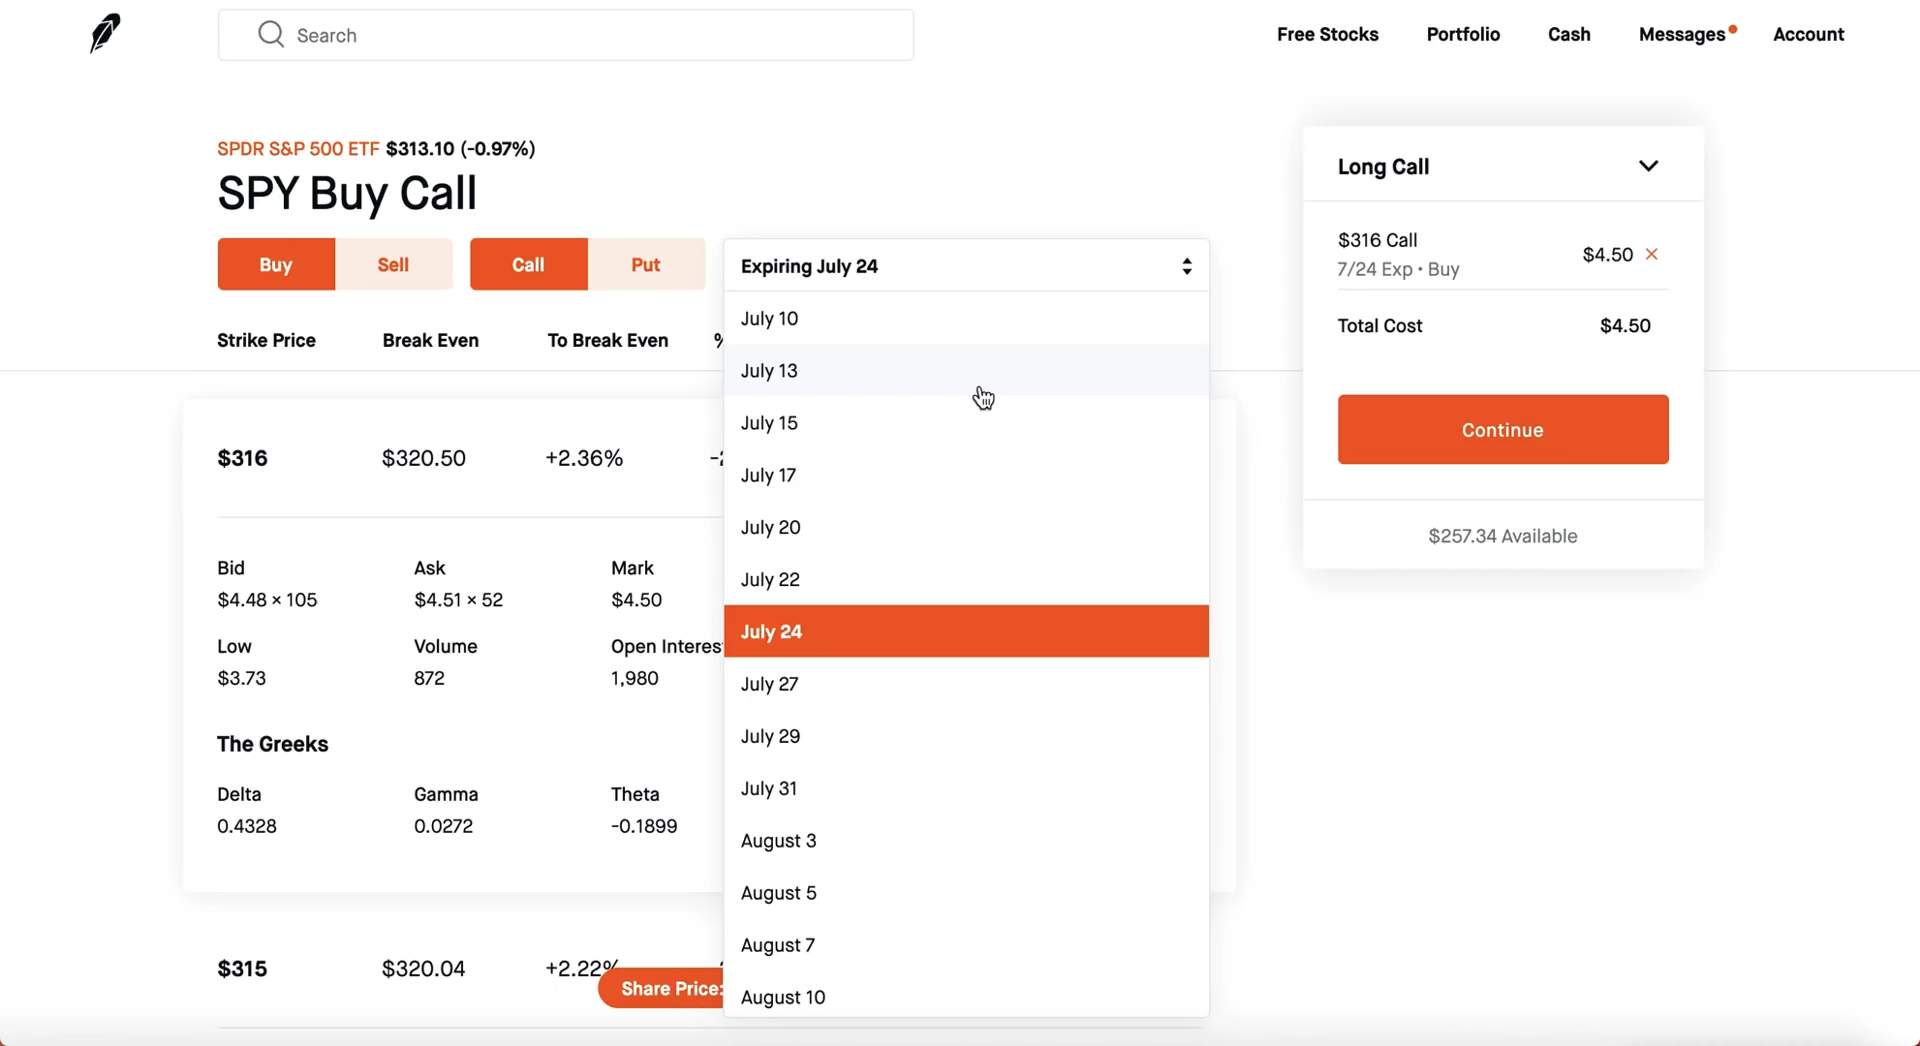 Search
Free Stocks
Portfolio
Cash
Messages
Account
SPDR S&P 500 ETF $313.10 (-0.97%)
SPY Buy Call
Buy
Sell
Call
Put
Expiring July 24
Strike Price
Break Even
To Break Even
%
July 10
July 13
July 15
July 17
July 20
July 22
July 24
July 27
July 29
July 31
August 3
August 5
August 7
August 10
$316
$320.50
+2.36%
Bid
Ask
Mark
$4.48 × 105
$4.51 × 52
$4.50
Low
Volume
Open Interes
$3.73
872
1,980
The Greeks
Delta
Gamma
Theta
0.4328
0.0272
-0.1899
$315
$320.04
+2.22%
Share Price:
Long Call
$316 Call
7/24 Exp • Buy
$4.50 ×
Total Cost
$4.50
Continue
$257.34 Available